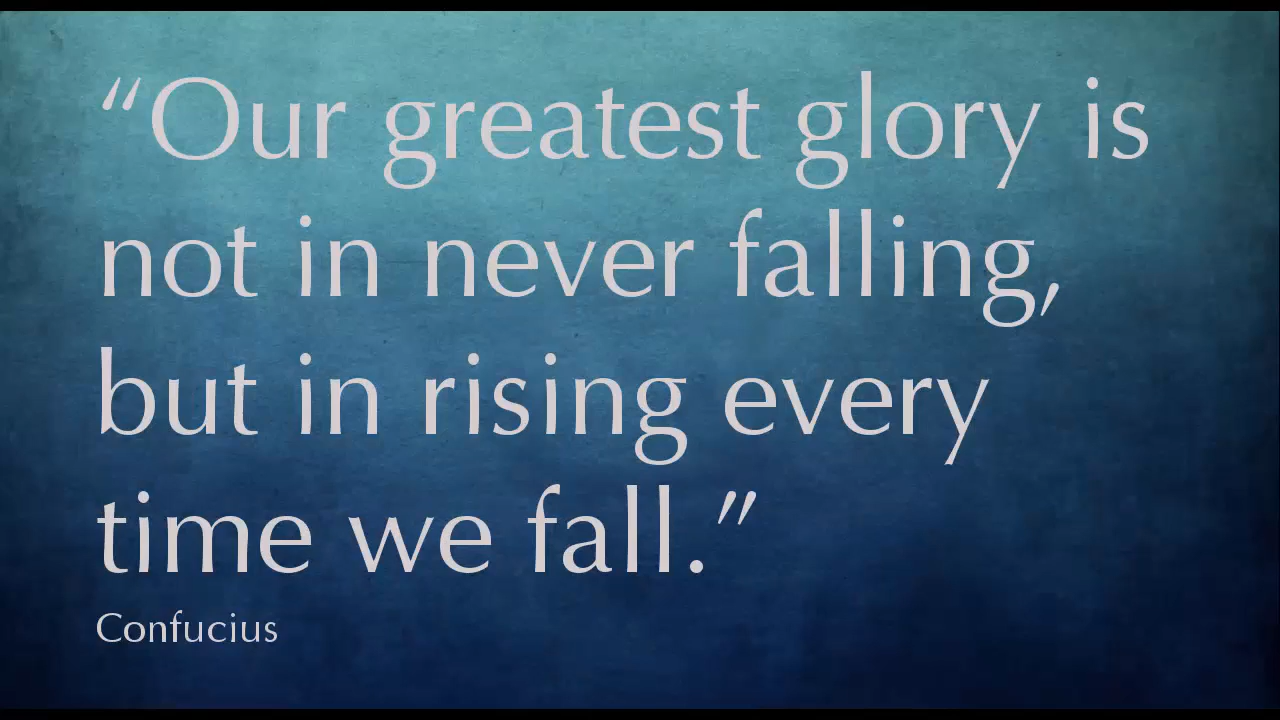 “Our greatest glory is
not in never falling,
but in rising every
time we fall.”
Confucius